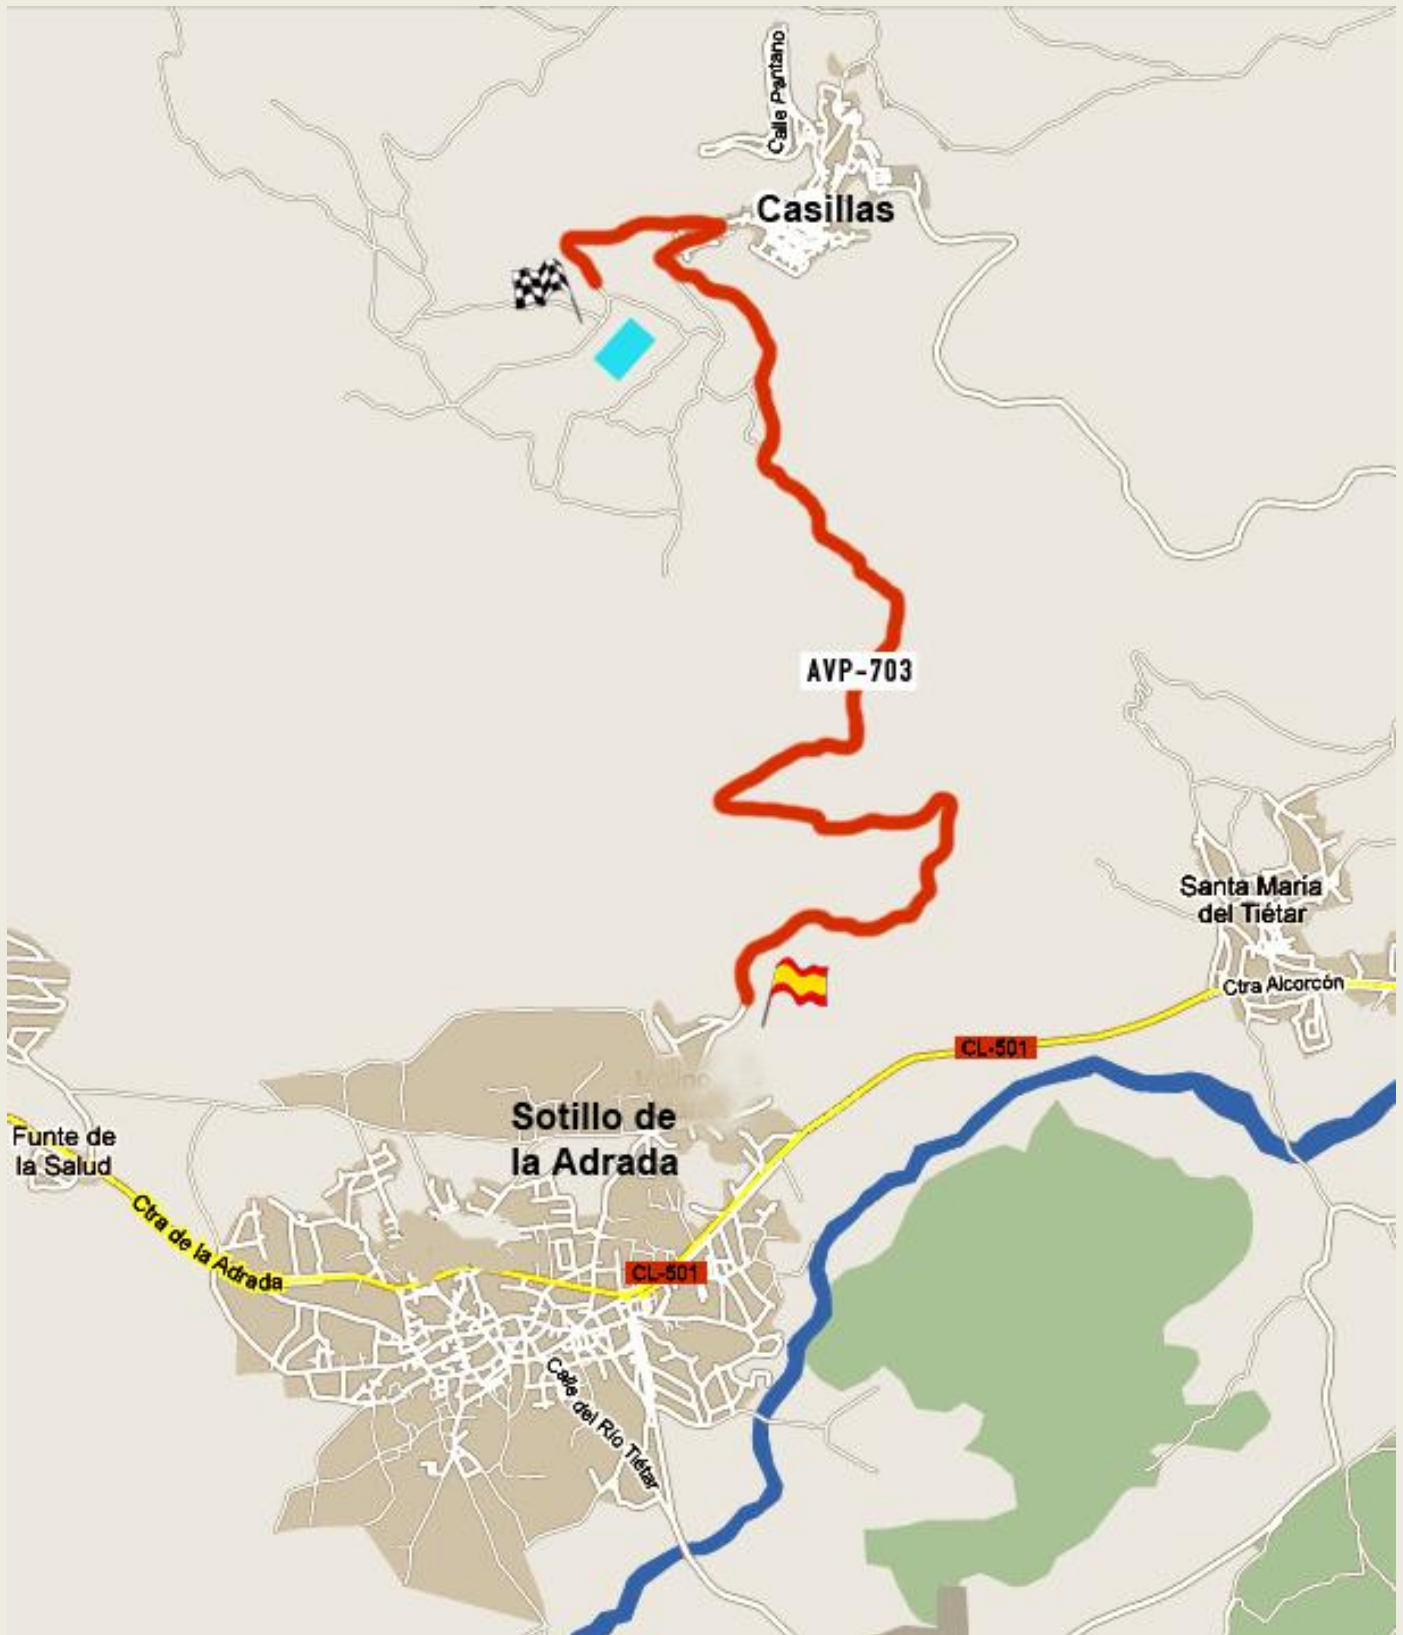 Calle Pantano
Casillas
AVP-703
Santa María
del Tiétar
Ctra Alcorcón
CL-501
Sotillo de
la Adrada
Funte de
la Salud
Ctra de la Adrada
CL-501
Calle del Río Tiétar